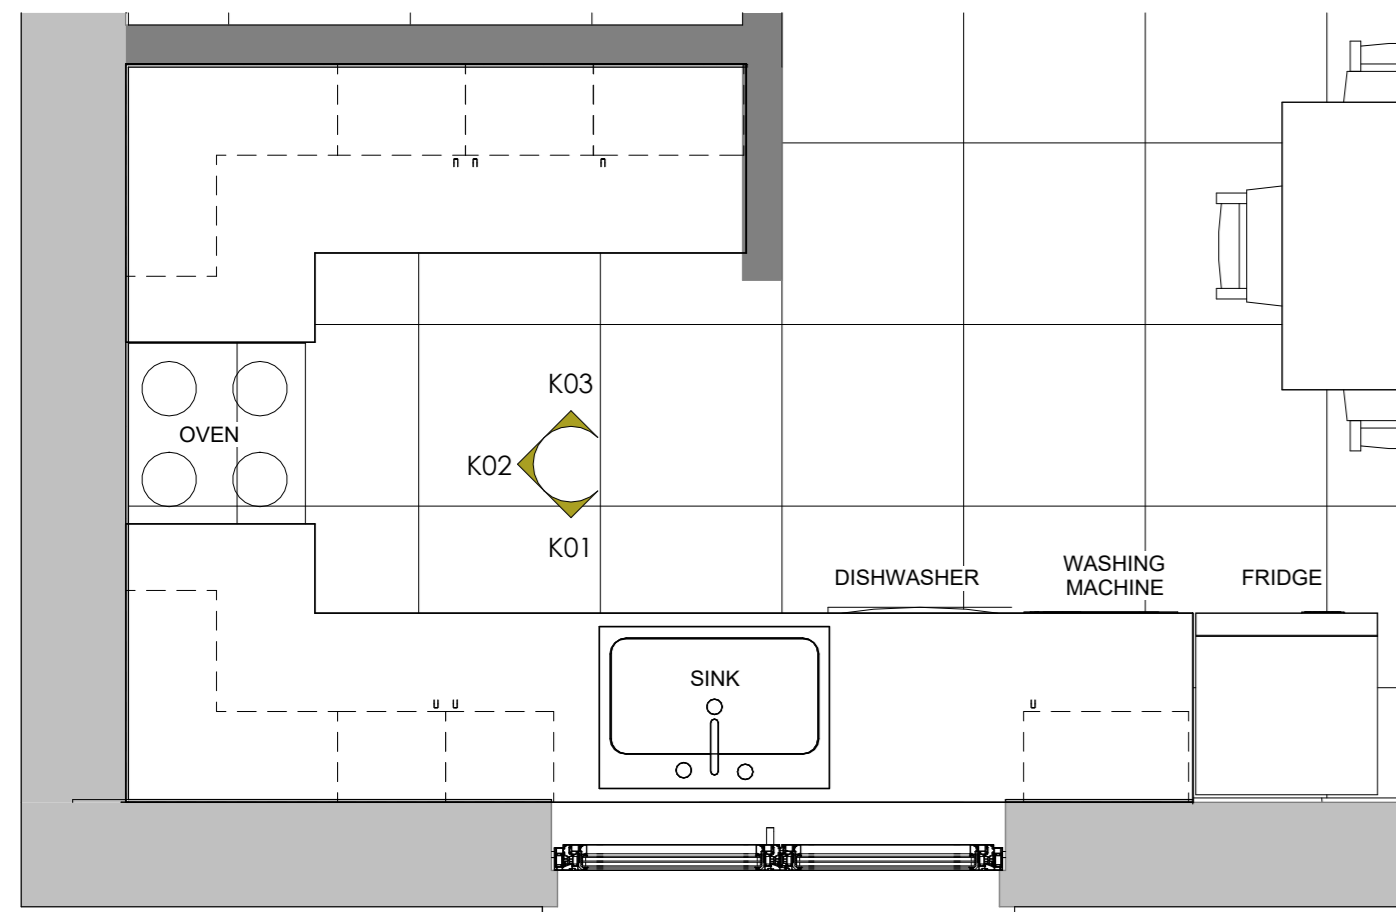 K03
OVEN
K02
K01
DISHWASHER
WASHING
MACHINE
FRIDGE
SINK